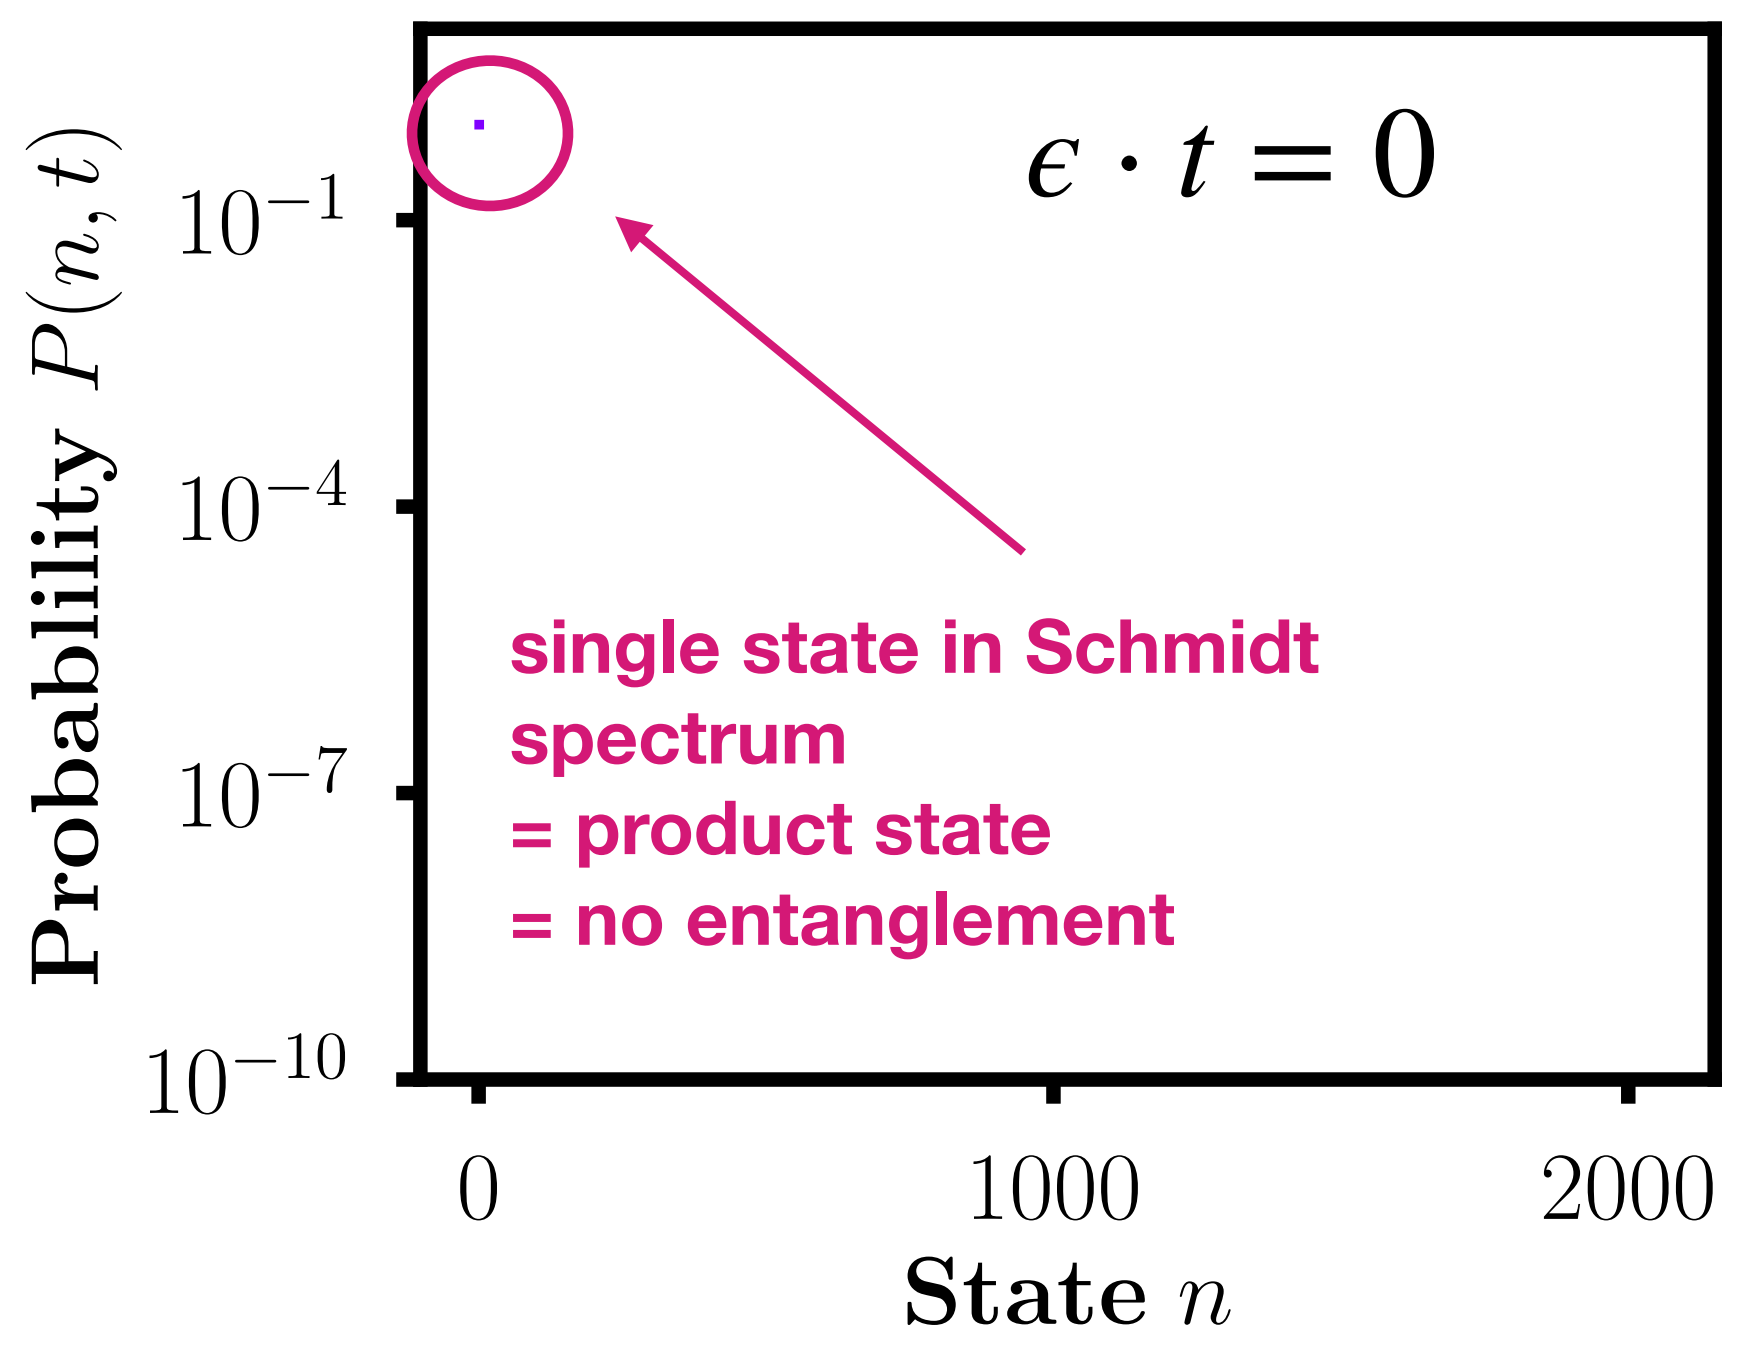 ϵ · t = 0
Probability P(n, t)
10⁻¹
10⁻⁴
10⁻⁷
10⁻¹⁰
single state in Schmidt
spectrum
= product state
= no entanglement
0 1000 2000
State n